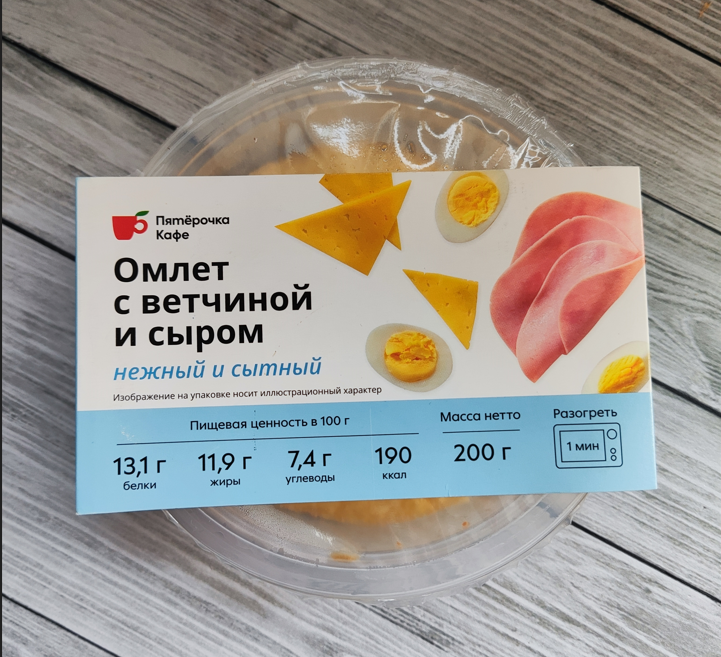 Пятёрочка
Кафе
Омлет
с ветчиной
и сыром
нежный и сытный
Изображение на упаковке носит иллюстрационный характер
Пищевая ценность в 100 г
Масса нетто
Разогреть
13,1 г
11,9 г
7,4 г
190
200 г
1 мин
белки
жиры
углеводы
ккал